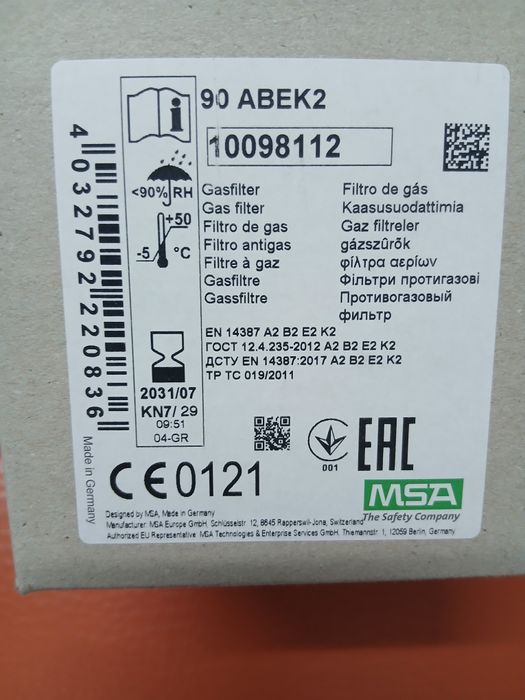 90 ABEK2
10098112
<90% RH
+50
-5 °C
2031/07
KN7/ 29
09:51
04-GR
4 032792 220836
Made in Germany
Gasfilter
Gas filter
Filtro de gas
Filtro antigas
Filtre à gaz
Gasfiltre
Gassfiltre
Filtro de gás
Kaasusuodattimia
Gaz filtreler
gázszûrõk
φίλτρα αερίων
Фільтри протигазові
Противогазовый
фильтр
EN 14387 A2 B2 E2 K2
ГОСТ 12.4.235-2012 A2 B2 E2 K2
ДСТУ EN 14387:2017 A2 B2 E2 K2
ТР ТС 019/2011
001
EAC
CE 0121
MSA
The Safety Company
Designed by MSA, Made in Germany
Manufacturer: MSA Europe GmbH, Schlüsselstr. 12, 8645 Rapperswil-Jona, Switzerland
Authorized EU Representative MSA Technologies & Enterprise Services GmbH, Thiemannstr. 1, 12059 Berlin, Germany